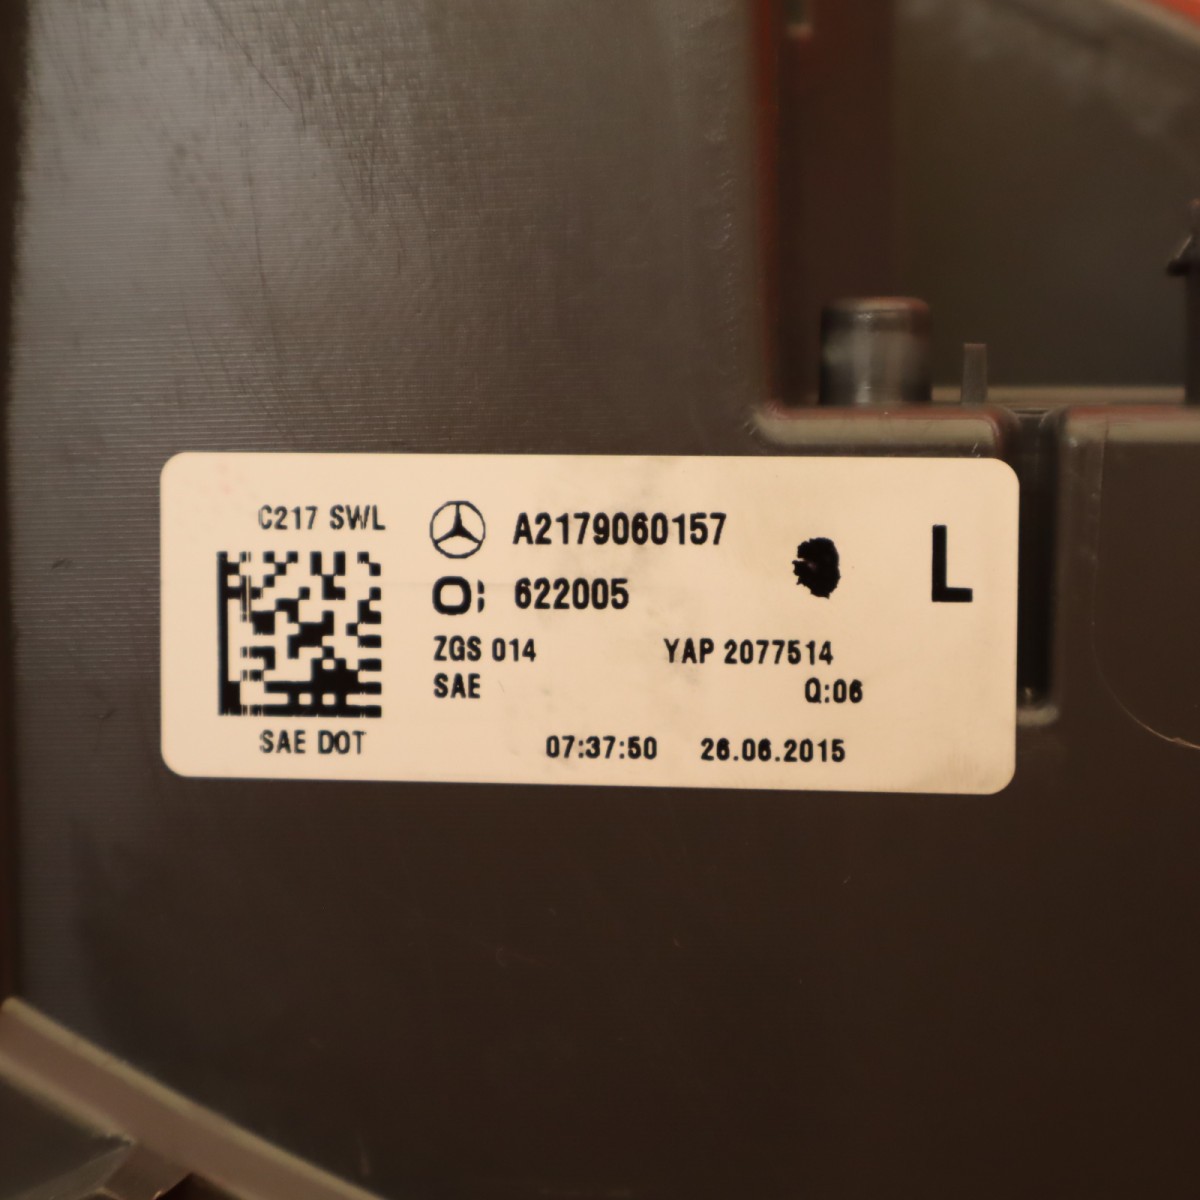 C217 SWL
A2179060157
622005
L
ZGS 014 YAP 2077514
SAE Q:06
SAE DOT 07:37:50 26.06.2015